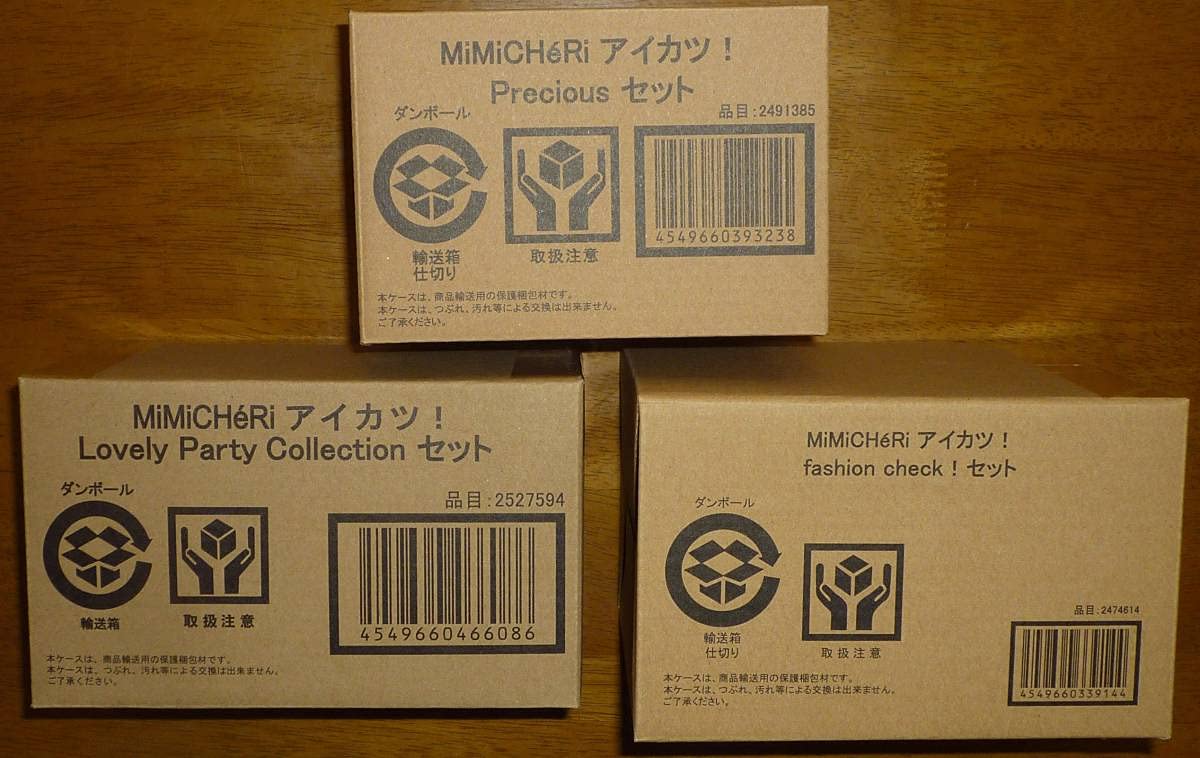 MiMiCHéRi アイカツ！
Precious セット
ダンボール
品目：2491385
4549660393238
輸送箱
仕切り
取扱注意
本ケースは、商品輸送用の保護梱包材です。
本ケースは、つぶれ、汚れ等による交換は出来ません。
ご了承ください。
MiMiCHéRi アイカツ！
Lovely Party Collection セット
ダンボール
品目：2527594
4549660466086
輸送箱
取扱注意
本ケースは、商品輸送用の保護梱包材です。
本ケースは、つぶれ、汚れ等による交換は出来ません。
ご了承ください。
MiMiCHéRi アイカツ！
fashion check！セット
ダンボール
品目：2474614
4549660339144
輸送箱
仕切り
取扱注意
本ケースは、商品輸送用の保護梱包材です。
本ケースは、つぶれ、汚れ等による交換は出来ません。
ご了承ください。